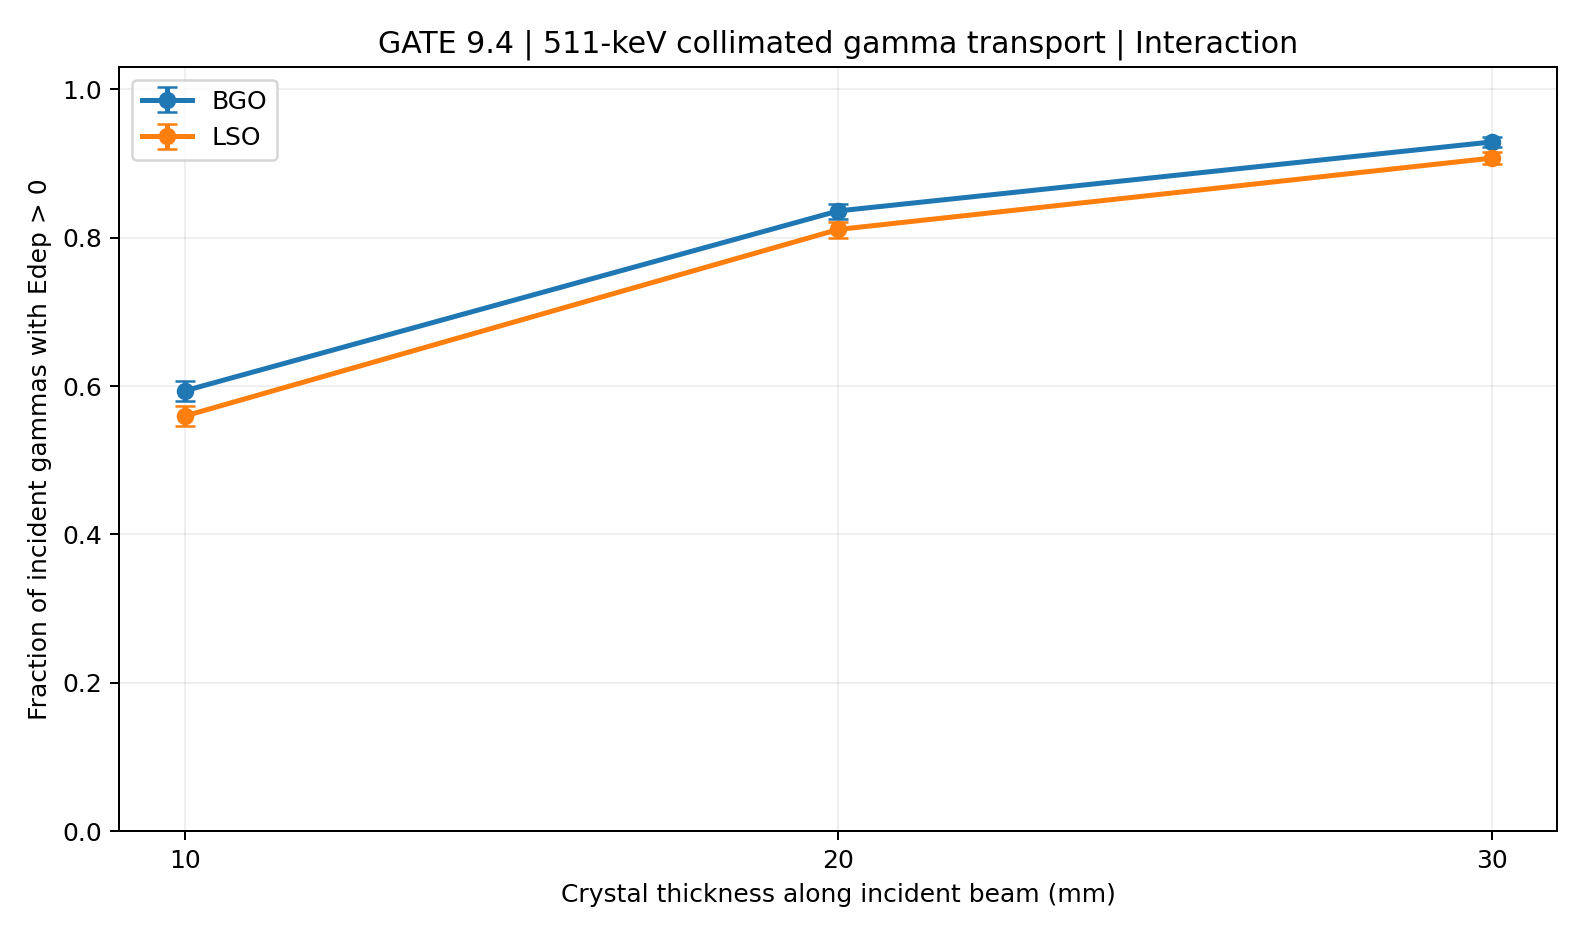 GATE 9.4 | 511-keV collimated gamma transport | Interaction
BGO
LSO
Fraction of incident gammas with Edep > 0
1.0
0.8
0.6
0.4
0.2
0.0
10
20
30
Crystal thickness along incident beam (mm)